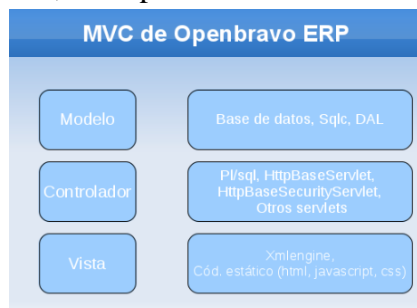 MVC de Openbravo ERP
Modelo
Base de datos, Sqlc, DAL
Controlador
Pl/sql, HttpBaseServlet,
HttpBaseSecurityServlet,
Otros servlets
Vista
Xmlengine,
Cód. estático (html, javascript, css)